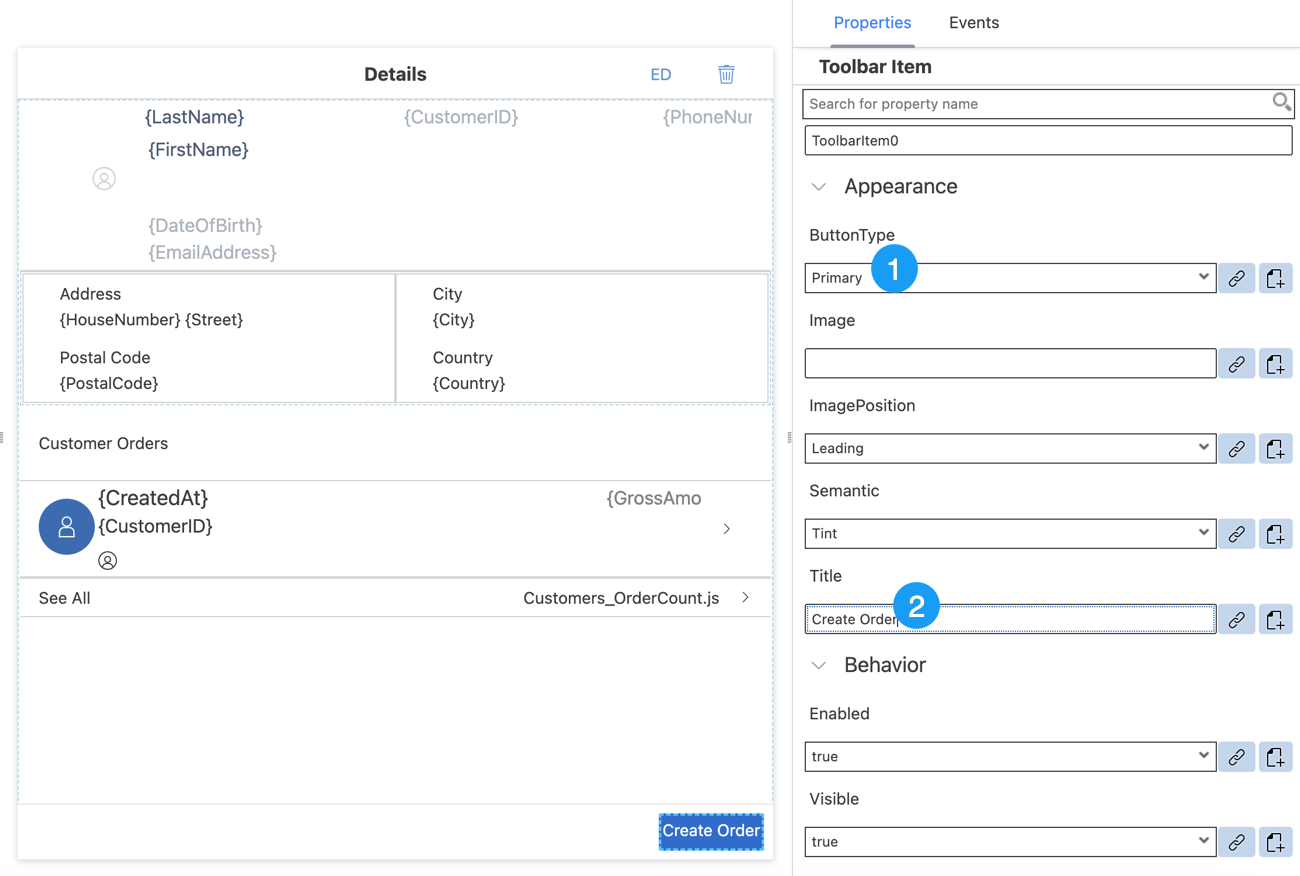 Details
ED
{LastName}
{CustomerID}
{PhoneNur
{FirstName}
{DateOfBirth}
{EmailAddress}
Address
{HouseNumber} {Street}
City
{City}
Postal Code
{PostalCode}
Country
{Country}
Customer Orders
{CreatedAt}
{GrossAmo
{CustomerID}
See All
Customers_OrderCount.js
Create Order
Properties
Events
Toolbar Item
Search for property name
ToolbarItem0
Appearance
ButtonType
Primary
1
Image
ImagePosition
Leading
Semantic
Tint
Title
Create Order
2
Behavior
Enabled
true
Visible
true